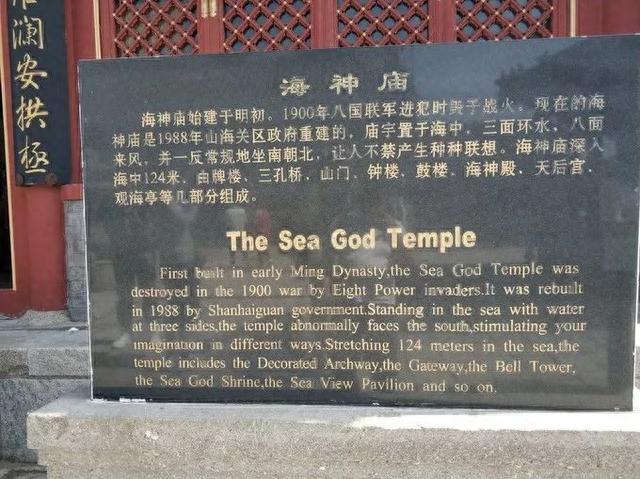 澜安拱極
海神庙
海神庙始建于明初。1900年八国联军进犯时毁于战火。现在的海
神庙是1988年山海关区政府重建的，庙宇置于海中，三面环水，八面
来风，并一反常规地坐南朝北，让人不禁产生种种联想。海神庙深入
海中124米，由牌楼、三孔桥、山门、钟楼、鼓楼、海神殿、天后宫、
观海亭等几部分组成。
The Sea God Temple
First built in early Ming Dynasty,the Sea God Temple was
destroyed in the 1900 war by Eight Power invaders.It was rebuilt
in 1988 by Shanhaiguan government.Standing in the sea with water
at three sides,the temple abnormally faces the south,stimulating your
imagination in different ways.Stretching 124 meters in the sea,the
temple includes the Decorated Archway,the Gateway,the Bell Tower,
the Sea God Shrine,the Sea View Pavilion and so on.